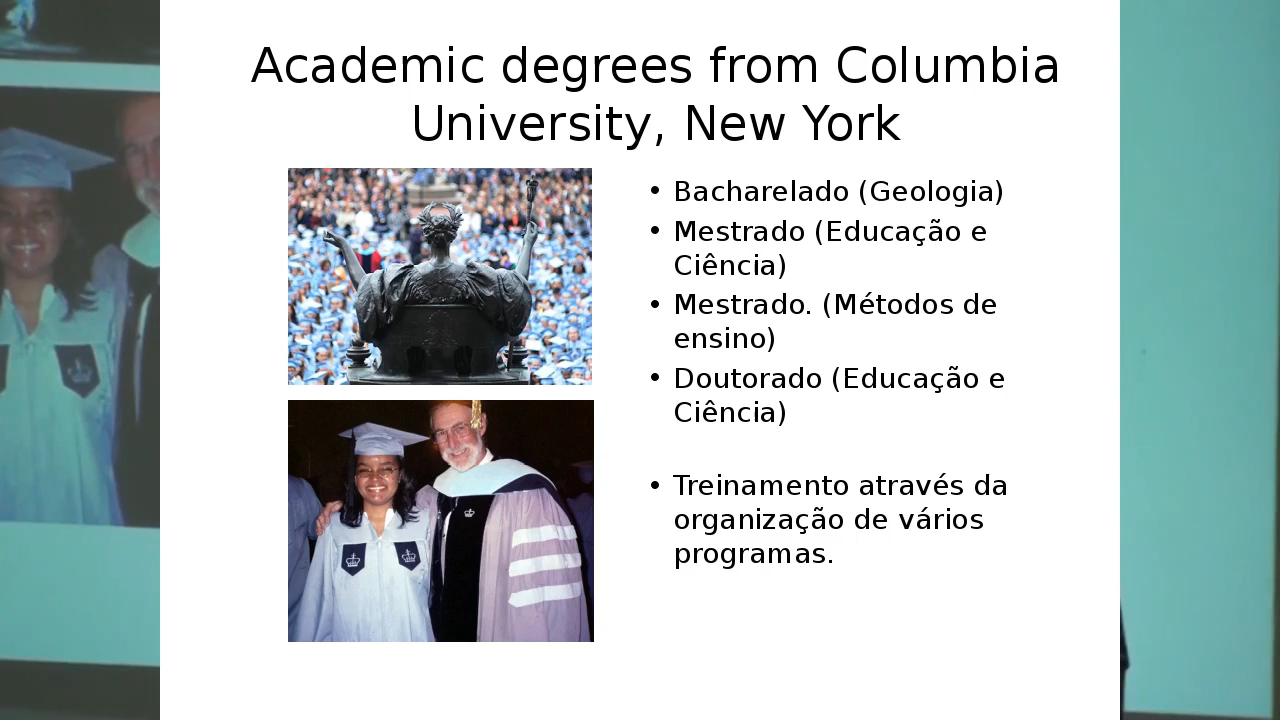 Academic degrees from Columbia
University, New York
• Bacharelado (Geologia)
• Mestrado (Educação e
Ciência)
• Mestrado. (Métodos de
ensino)
• Doutorado (Educação e
Ciência)
• Treinamento através da
organização de vários
programas.